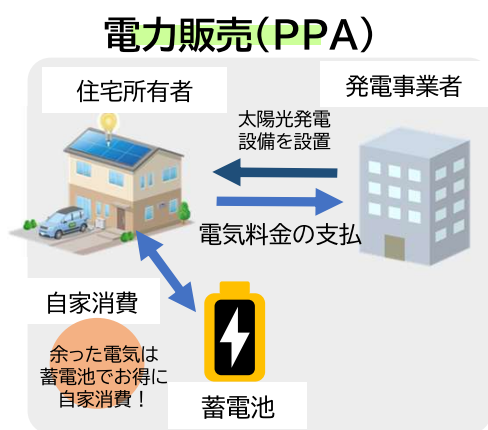 電力販売(PPA)
住宅所有者
発電事業者
太陽光発電
設備を設置
電気料金の支払
自家消費
余った電気は
蓄電池でお得に
自家消費！
蓄電池